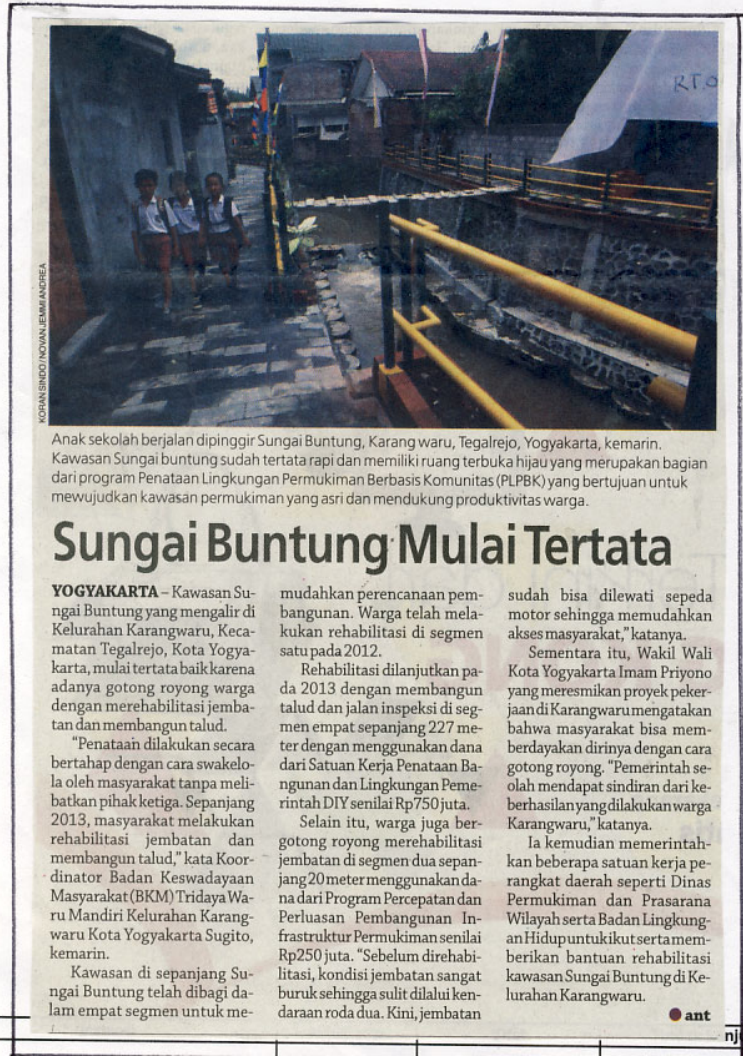 RT.0
KORAN SINDO/NOVAN JEMMI ANDREA
Anak sekolah berjalan dipinggir Sungai Buntung, Karang waru, Tegalrejo, Yogyakarta, kemarin.
Kawasan Sungai buntung sudah tertata rapi dan memiliki ruang terbuka hijau yang merupakan bagian
dari program Penataan Lingkungan Permukiman Berbasis Komunitas (PLPBK) yang bertujuan untuk
mewujudkan kawasan permukiman yang asri dan mendukung produktivitas warga.
Sungai Buntung Mulai Tertata
YOGYAKARTA – Kawasan Su-
ngai Buntung yang mengalir di
Kelurahan Karangwaru, Keca-
matan Tegalrejo, Kota Yogya-
karta, mulai tertata baik karena
adanya gotong royong warga
dengan merehabilitasi jemba-
tan dan membangun talud.
"Penataan dilakukan secara
bertahap dengan cara swakelo-
la oleh masyarakat tanpa meli-
batkan pihak ketiga. Sepanjang
2013, masyarakat melakukan
rehabilitasi jembatan dan
membangun talud," kata Koor-
dinator Badan Keswadayaan
Masyarakat (BKM) Tridaya Wa-
ru Mandiri Kelurahan Karang-
waru Kota Yogyakarta Sugito,
kemarin.
Kawasan di sepanjang Su-
ngai Buntung telah dibagi da-
lam empat segmen untuk me-
mudahkan perencanaan pem-
bangunan. Warga telah mela-
kukan rehabilitasi di segmen
satu pada 2012.
Rehabilitasi dilanjutkan pa-
da 2013 dengan membangun
talud dan jalan inspeksi di seg-
men empat sepanjang 227 me-
ter dengan menggunakan dana
dari Satuan Kerja Penataan Ba-
ngunan dan Lingkungan Peme-
rintah DIY senilai Rp750 juta.
Selain itu, warga juga ber-
gotong royong merehabilitasi
jembatan di segmen dua sepan-
jang 20 meter menggunakan da-
na dari Program Percepatan dan
Perluasan Pembangunan In-
frastruktur Permukiman senilai
Rp250 juta. "Sebelum direhabi-
litasi, kondisi jembatan sangat
buruk sehingga sulit dilalui ken-
daraan roda dua. Kini, jembatan
sudah bisa dilewati sepeda
motor sehingga memudahkan
akses masyarakat," katanya.
Sementara itu, Wakil Wali
Kota Yogyakarta Imam Priyono
yang meresmikan proyek peker-
jaan di Karangwaru mengatakan
bahwa masyarakat bisa mem-
berdayakan dirinya dengan cara
gotong royong. "Pemerintah se-
olah mendapat sindiran dari ke-
berhasilan yang dilakukan warga
Karangwaru," katanya.
Ia kemudian memerintah-
kan beberapa satuan kerja pe-
rangkat daerah seperti Dinas
Permukiman dan Prasarana
Wilayah serta Badan Lingkung-
an Hidup untuk ikut serta mem-
berikan bantuan rehabilitasi
kawasan Sungai Buntung di Ke-
lurahan Karangwaru.
ant